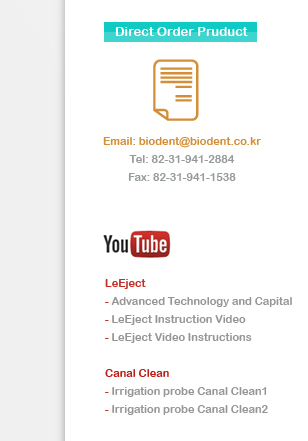 Direct Order Pruduct
Email: biodent@biodent.co.kr
Tel: 82-31-941-2884
Fax: 82-31-941-1538
YouTube
LeEject
- Advanced Technology and Capital
- LeEject Instruction Video
- LeEject Video Instructions
Canal Clean
- Irrigation probe Canal Clean1
- Irrigation probe Canal Clean2